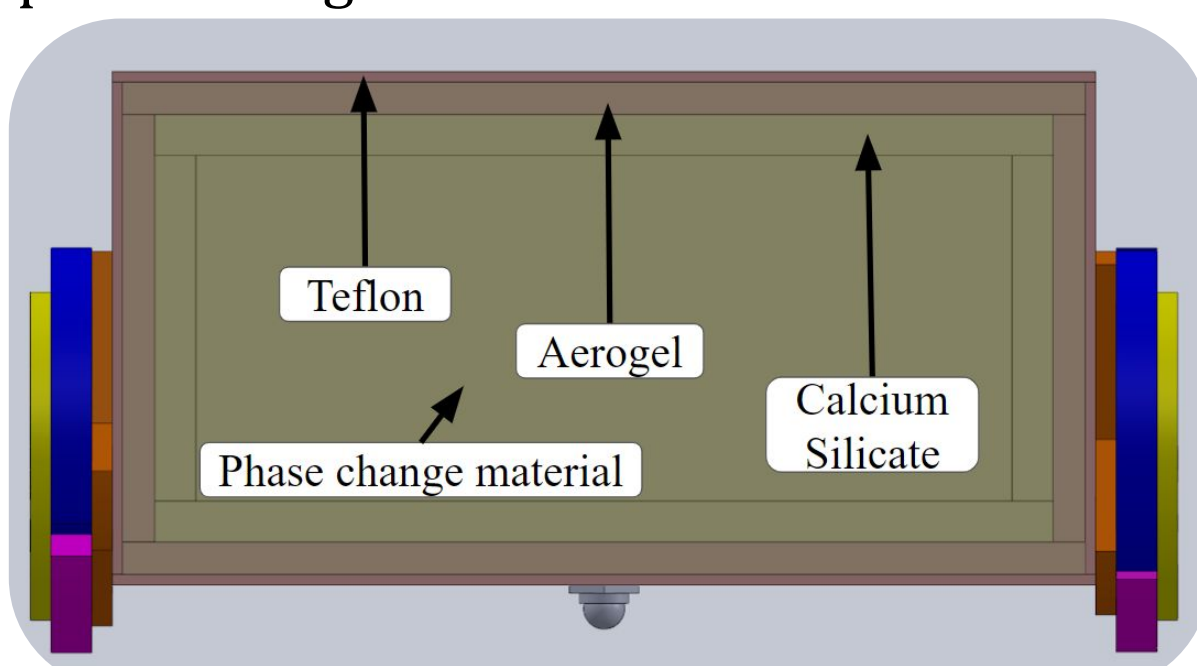 Teflon
Aerogel
Calcium
Silicate
Phase change material